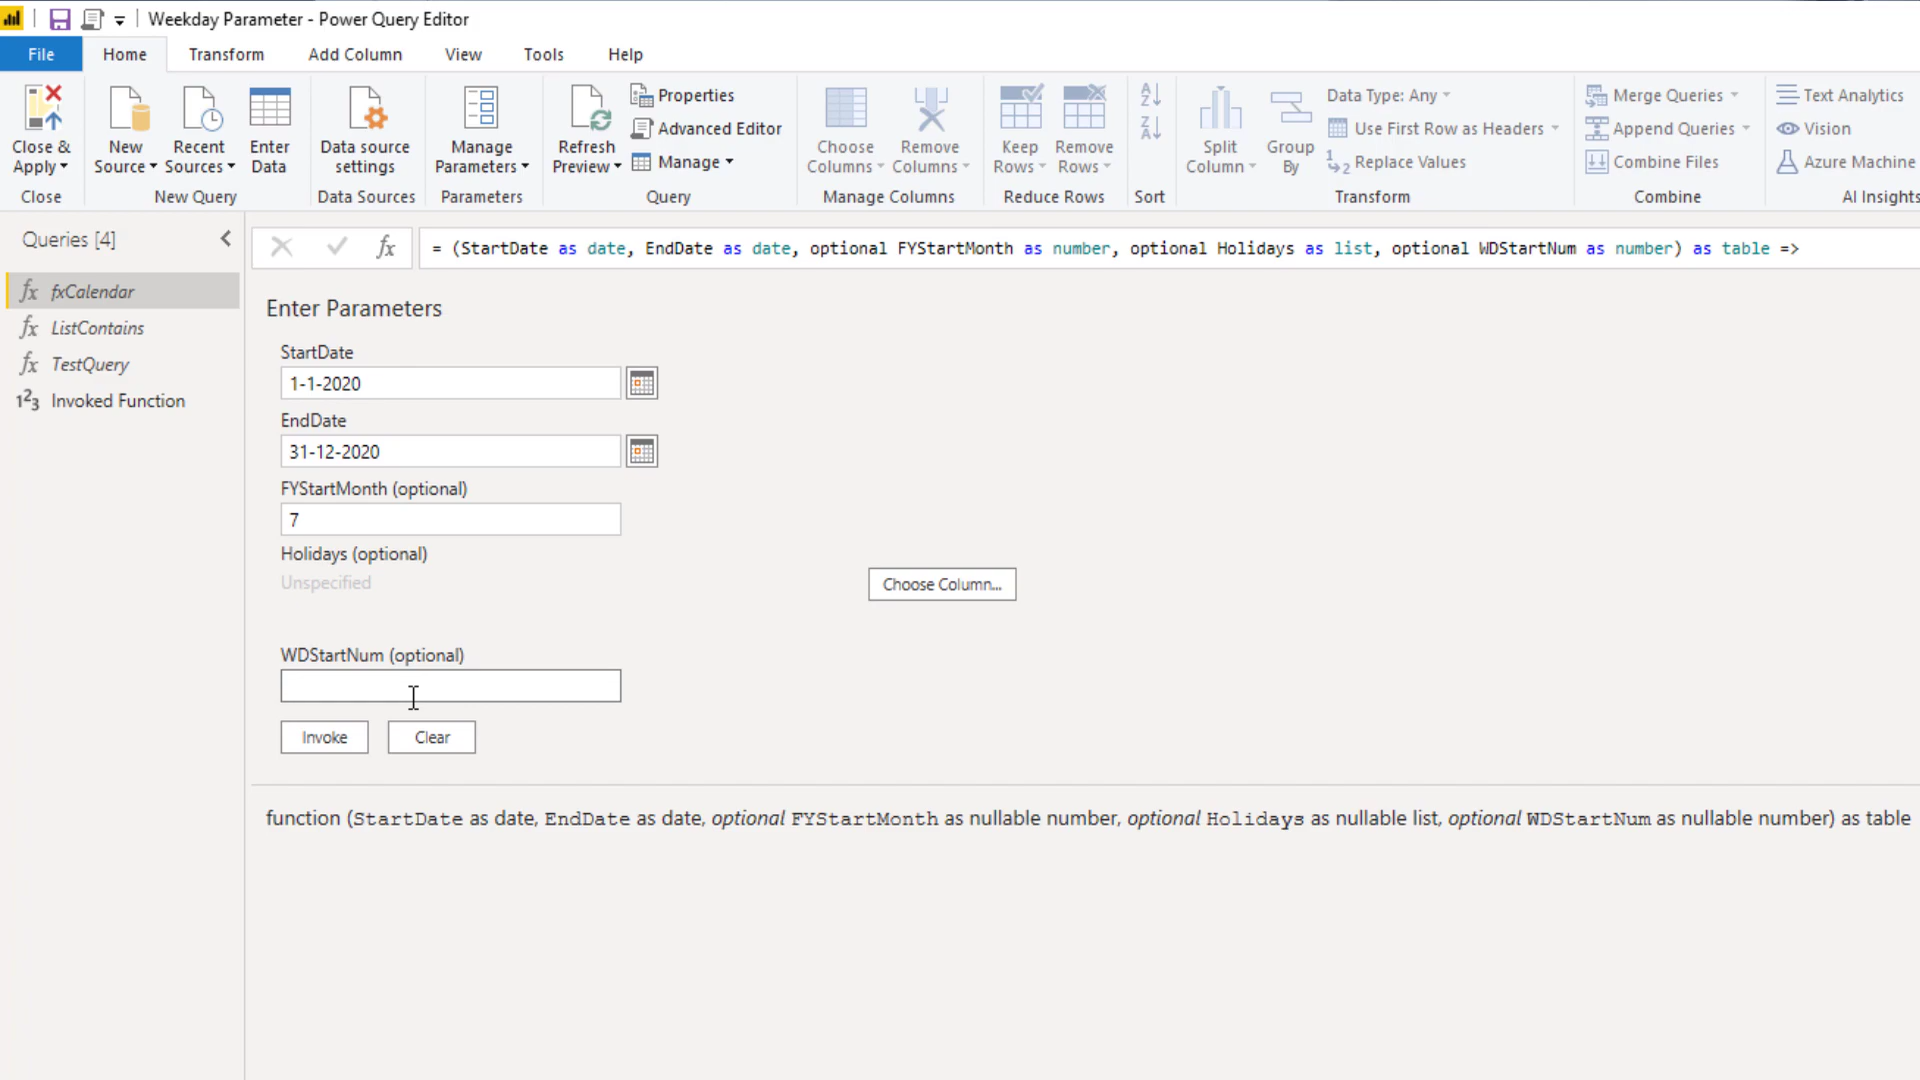 Weekday Parameter - Power Query Editor
File Home Transform Add Column View Tools Help
Close & Apply
New Source
Recent Sources
Enter Data
Data source settings
Manage Parameters
Refresh Preview
Properties
Advanced Editor
Manage
Choose Columns
Remove Columns
Keep Rows
Remove Rows
A Z
Z A
Split Column
Group By
Data Type: Any
Use First Row as Headers
1 2 Replace Values
Merge Queries
Append Queries
Combine Files
Text Analytics
Vision
Azure Machine
Close New Query Data Sources Parameters Query Manage Columns Reduce Rows Sort Transform Combine AI Insights
Queries [4]
fx = (StartDate as date, EndDate as date, optional FYStartMonth as number, optional Holidays as list, optional WDStartNum as number) as table =>
fx fxCalendar
fx ListContains
fx TestQuery
123 Invoked Function
Enter Parameters
StartDate
1-1-2020
EndDate
31-12-2020
FYStartMonth (optional)
7
Holidays (optional)
Unspecified
Choose Column...
WDStartNum (optional)
Invoke Clear
function (StartDate as date, EndDate as date, optional FYStartMonth as nullable number, optional Holidays as nullable list, optional WDStartNum as nullable number) as table